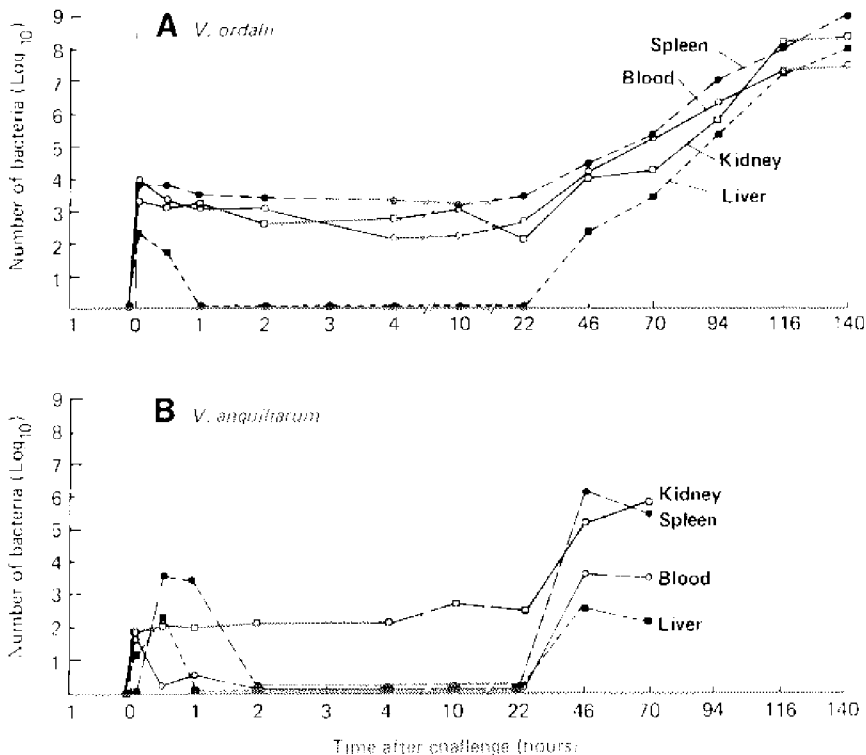 Number of bacteria (Log10)
9
8
7
6
5
4
3
2
1
A V. ordalii
Spleen
Blood
Kidney
Liver
1 0 1 2 3 4 10 22 46 70 94 116 140
Number of bacteria (Log10)
9
8
7
6
5
4
3
2
1
B V. anguillarum
Kidney
Spleen
Blood
Liver
1 0 1 2 3 4 10 22 46 70 94 116 140
Time after challenge (hours)